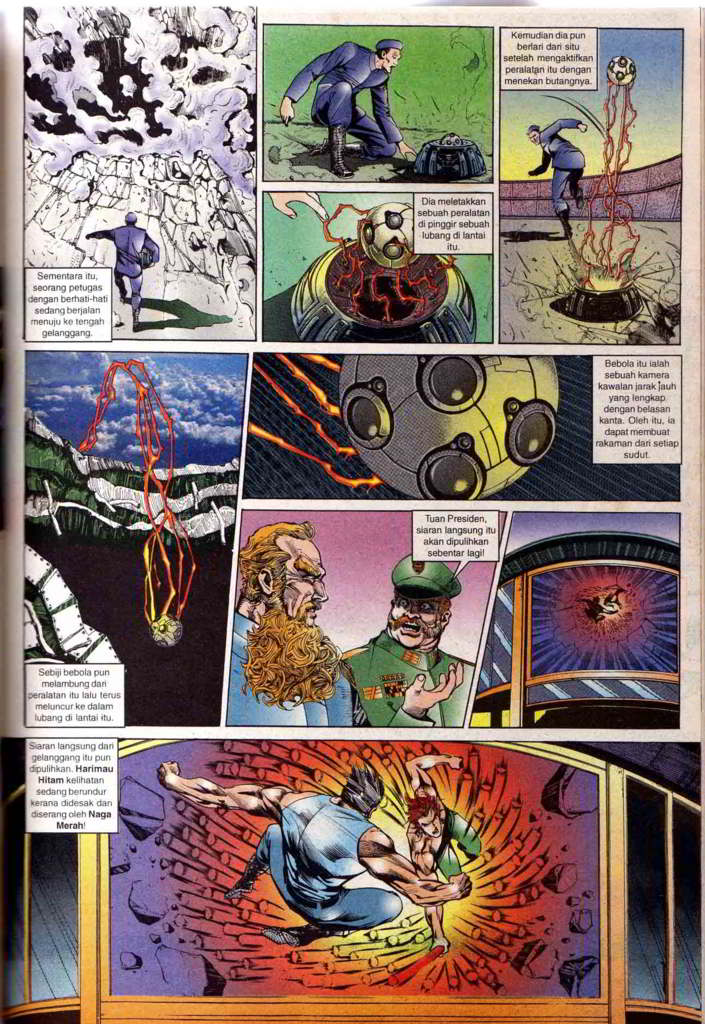 Sementara itu,
seorang petugas
dengan berhati-hati
sedang berjalan
menuju ke tengah
gelanggang.
Dia meletakkan
sebuah peralatan
di pinggir sebuah
lubang di lantai
itu.
Kemudian dia pun
berlari dari situ
setelah mengaktifkan
peralatan itu dengan
menekan butangnya.
Sebiji bebola pun
melambung dari
peralatan itu lalu terus
meluncur ke dalam
lubang di lantai itu.
Bebola itu ialah
sebuah kamera
kawalan jarak jauh
yang lengkap
dengan belasan
kanta. Oleh itu, ia
dapat membuat
rakaman dari setiap
sudut.
Tuan Presiden,
siaran langsung itu
akan dipulihkan
sebentar lagi!
Siaran langsung dari
gelanggang itu pun
dipulihkan. Harimau
Hitam kelihatan
sedang berundur
kerana didesak dan
diserang oleh Naga
Merah!